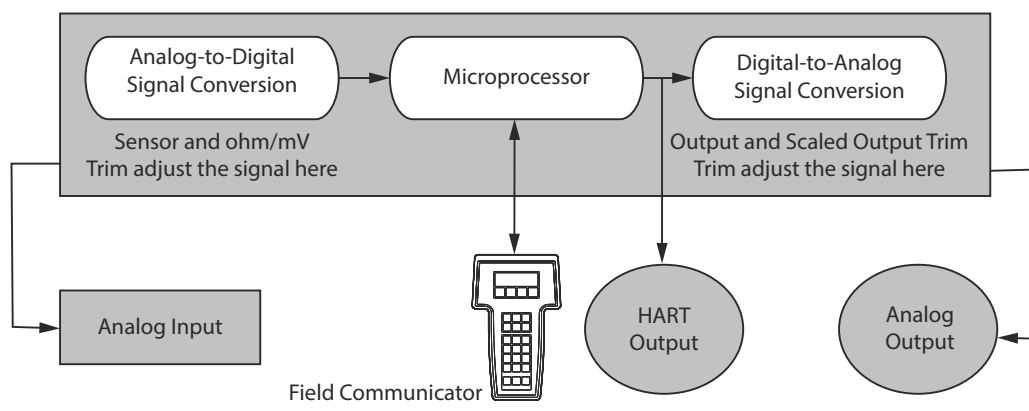 Analog-to-Digital
Signal Conversion
Microprocessor
Digital-to-Analog
Signal Conversion
Sensor and ohm/mV
Trim adjust the signal here
Output and Scaled Output Trim
Trim adjust the signal here
Analog Input
Field Communicator
HART
Output
Analog
Output